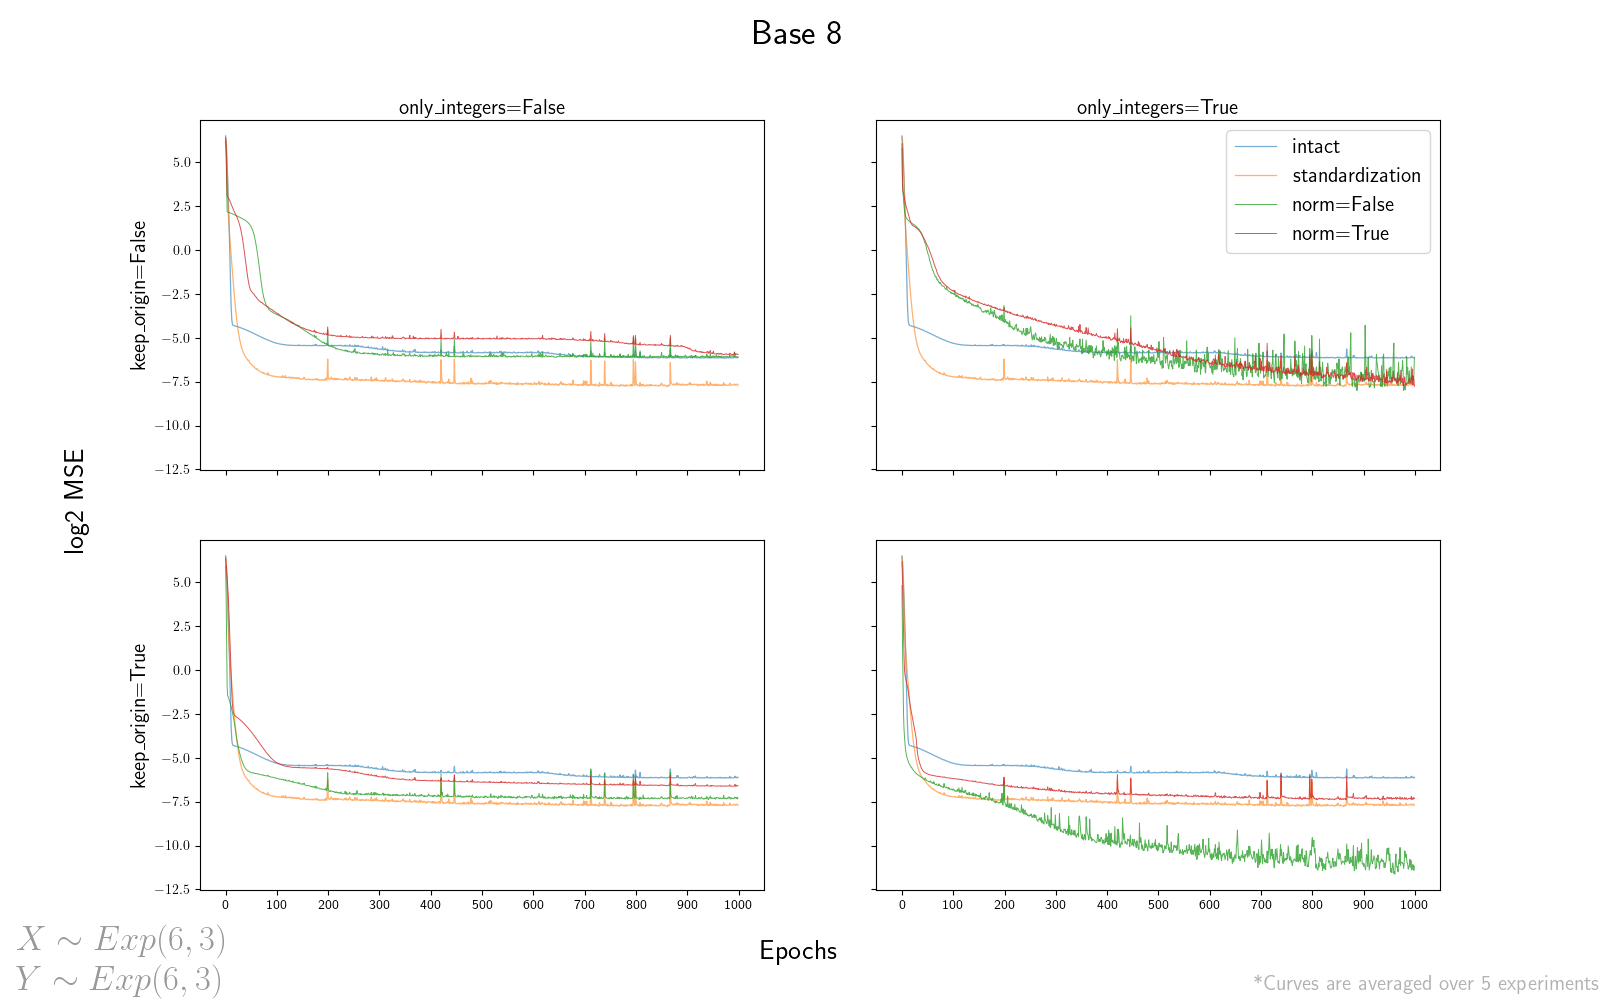 Base 8
only_integers=False
only_integers=True
intact
standardization
norm=False
norm=True
keep_origin=False
5.0
2.5
0.0
−2.5
−5.0
−7.5
−10.0
−12.5
log2 MSE
keep_origin=True
5.0
2.5
0.0
−2.5
−5.0
−7.5
−10.0
−12.5
0 100 200 300 400 500 600 700 800 900 1000
0 100 200 300 400 500 600 700 800 900 1000
Epochs
X ∼ Exp(6, 3)
Y ∼ Exp(6, 3)
*Curves are averaged over 5 experiments